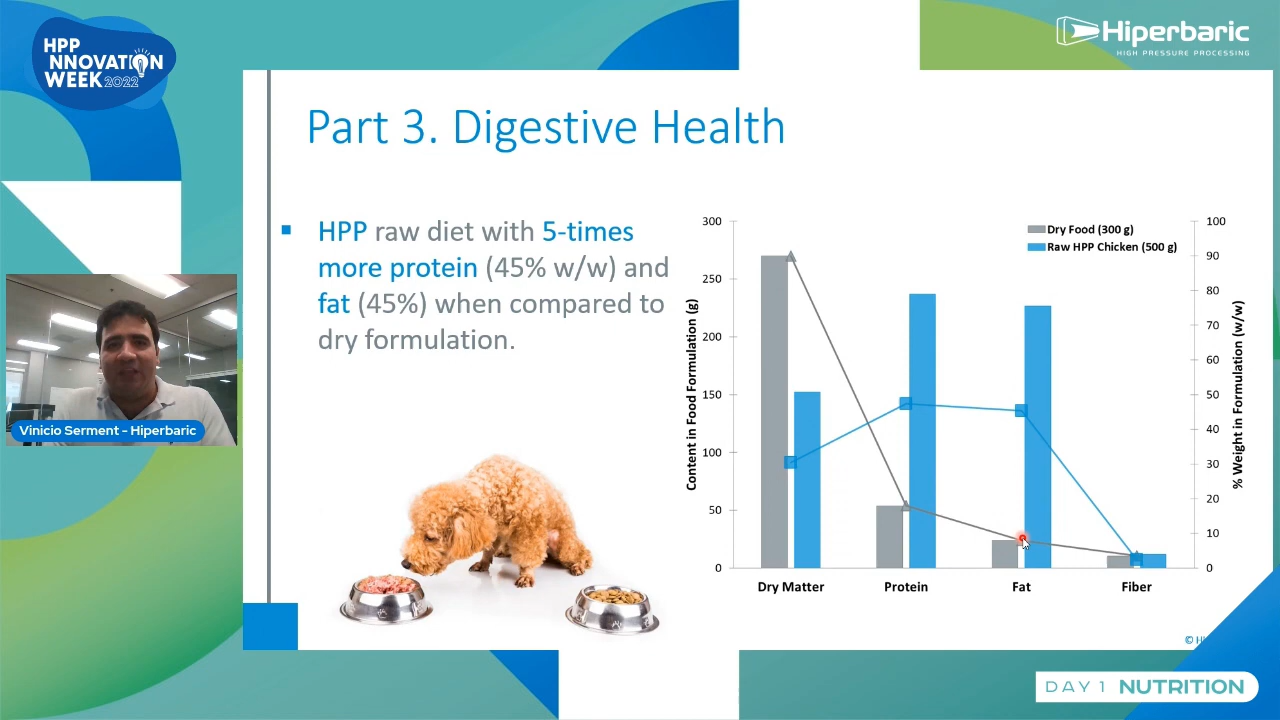 HPP
INNOVATION
WEEK 2022
Hiperbaric
HIGH PRESSURE PROCESSING
Part 3. Digestive Health
HPP raw diet with 5-times
more protein (45% w/w) and
fat (45%) when compared to
dry formulation.
Vinicio Serment - Hiperbaric
Dry Food (300 g)
Raw HPP Chicken (500 g)
Content in Food Formulation (g)
300
250
200
150
100
50
0
% Weight in Formulation (w/w)
100
90
80
70
60
50
40
30
20
10
0
Dry Matter
Protein
Fat
Fiber
DAY 1 NUTRITION